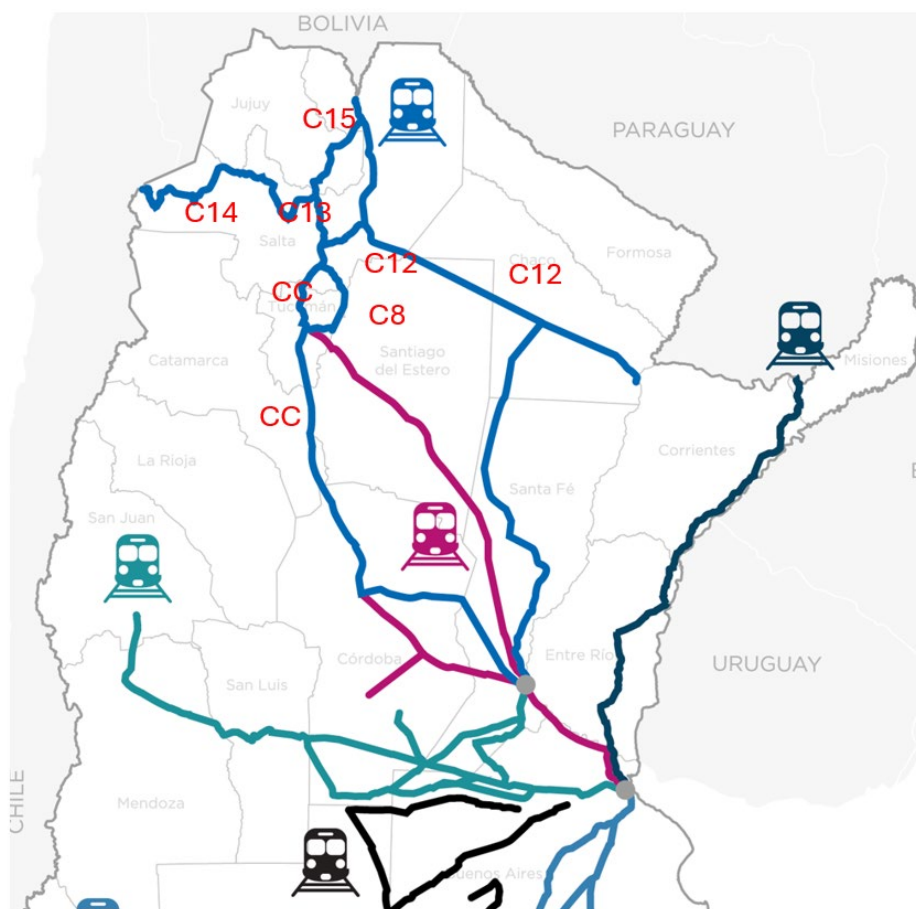 BOLIVIA
Jujuy
C15
PARAGUAY
C14
C13
Salta
C12
Chaco
C12
Formosa
CC
Tucumán
C8
Santiago
del Estero
Catamarca
Misiones
CC
Corrientes
La Rioja
Santa Fé
San Juan
Córdoba
Entre Río
San Luis
URUGUAY
CHILE
Mendoza
Buenos Aires